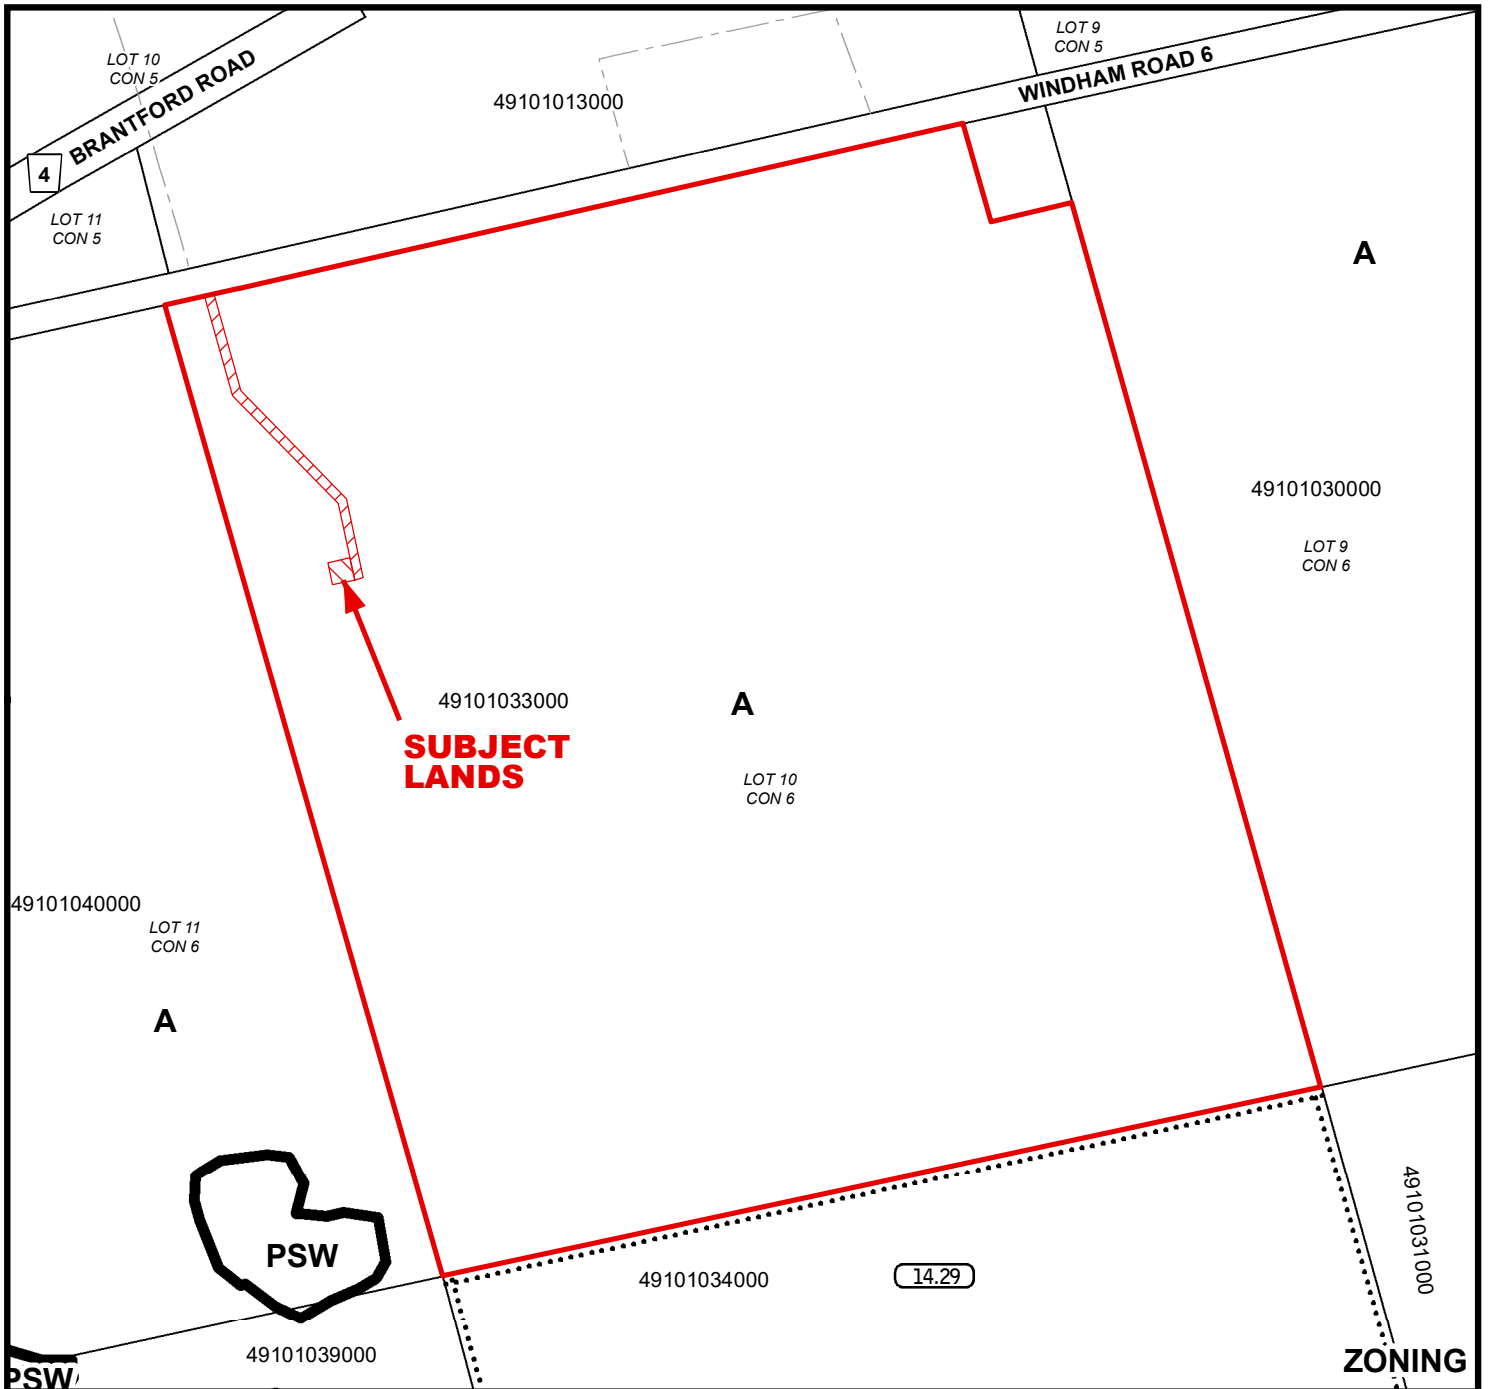 LOT 10
CON 5
BRANTFORD ROAD
4
LOT 11
CON 5
49101013000
LOT 9
CON 5
WINDHAM ROAD 6
A
49101030000
LOT 9
CON 6
49101033000
A
SUBJECT
LANDS
LOT 10
CON 6
49101040000
LOT 11
CON 6
A
PSW
49101034000
14.29
49101031000
49101039000
PSW
ZONING